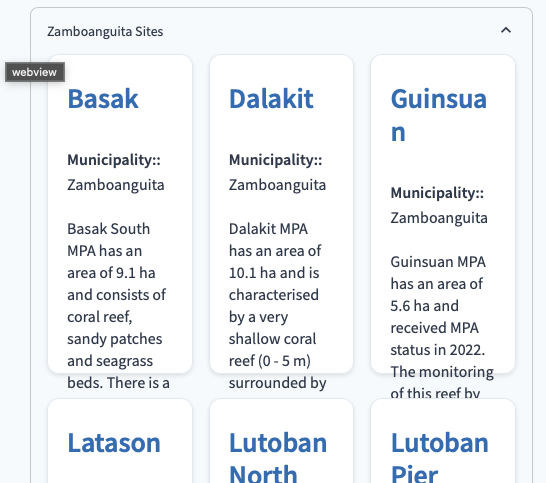 Zamboanguita Sites
webview
Basak
Municipality::
Zamboanguita
Basak South
MPA has an
area of 9.1 ha
and consists of
coral reef,
sandy patches
and seagrass
beds. There is a
Dalakit
Municipality::
Zamboanguita
Dalakit MPA
has an area of
10.1 ha and is
characterised
by a very
shallow coral
reef (0 - 5 m)
surrounded by
Guinsua
n
Municipality::
Zamboanguita
Guinsuan MPA
has an area of
5.6 ha and
received MPA
status in 2022.
The monitoring
of this reef by
Latason
Lutoban
North
Lutoban
Pier